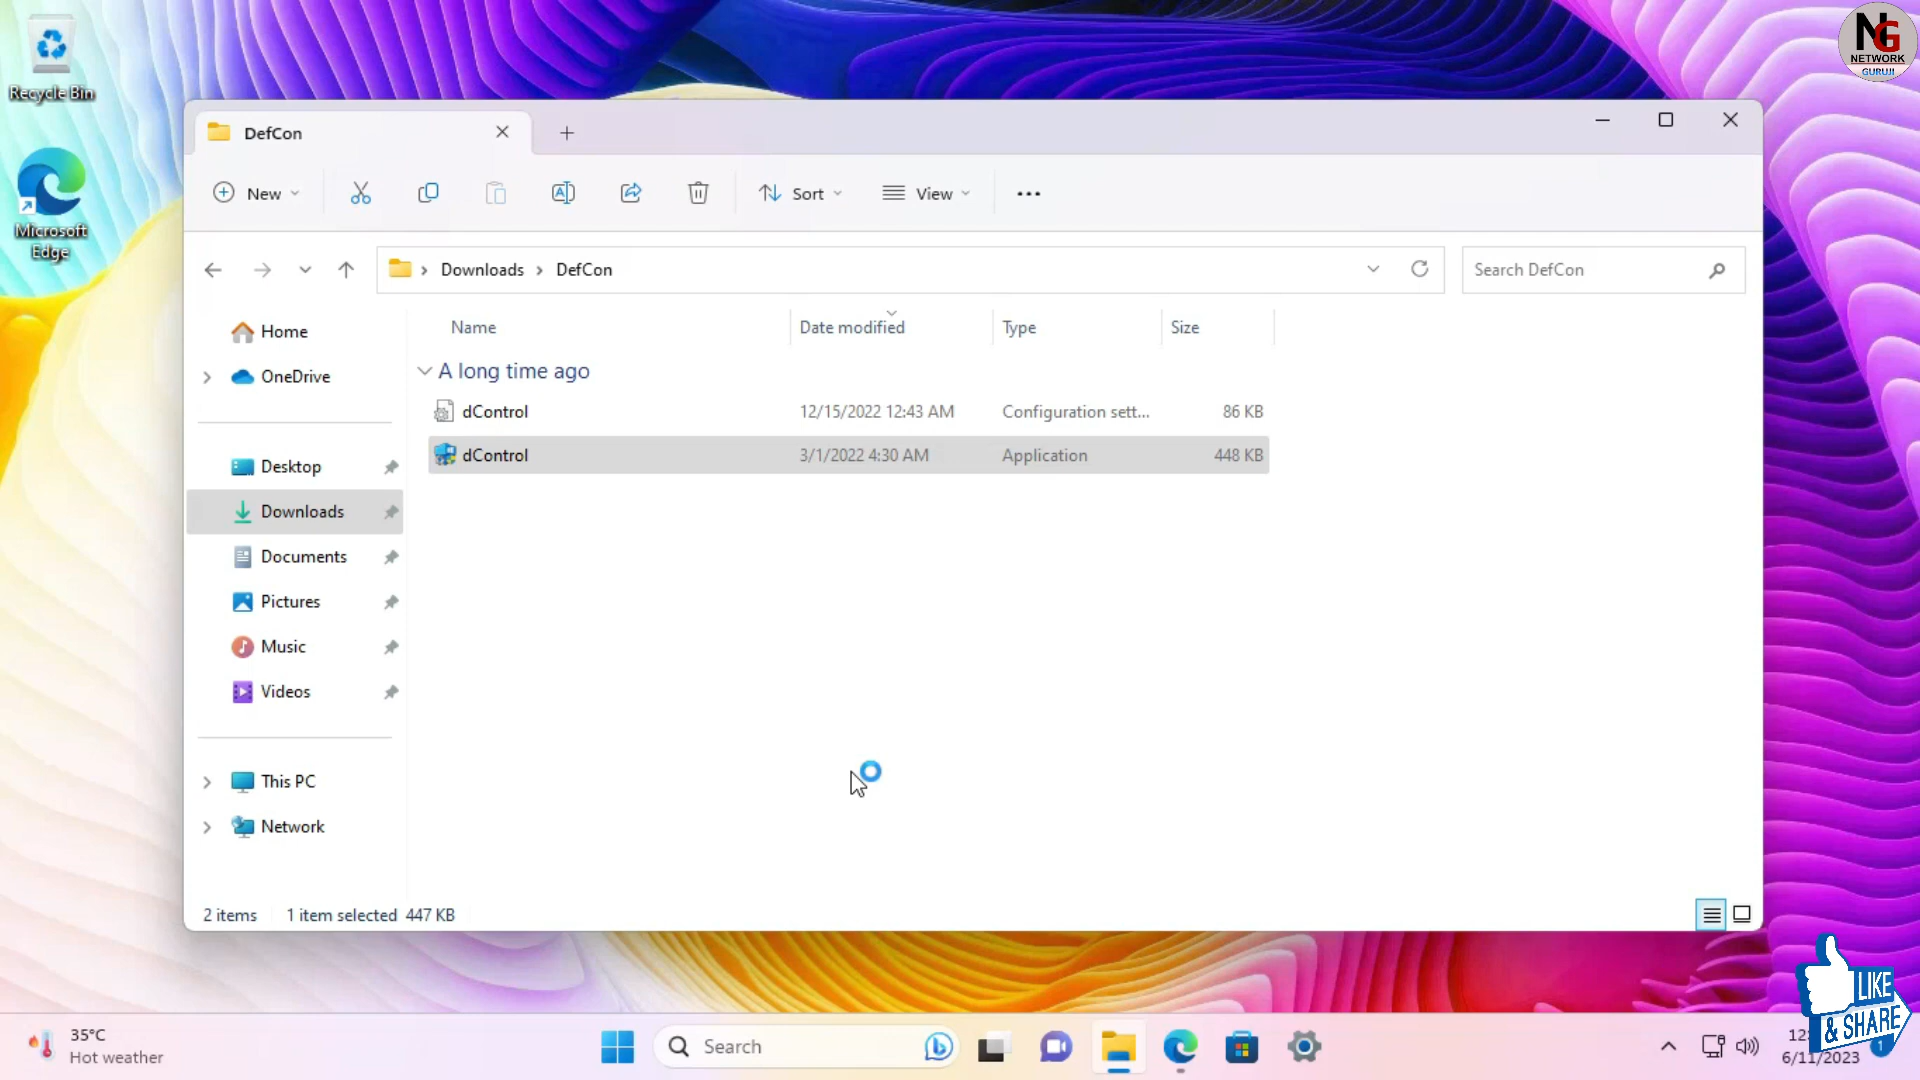 Recycle Bin
Microsoft
Edge
NG
NETWORK
GURUJI
DefCon
New
Sort
View
Downloads
DefCon
Search DefCon
Home
OneDrive
Desktop
Downloads
Documents
Pictures
Music
Videos
This PC
Network
Name Date modified Type Size
A long time ago
dControl 12/15/2022 12:43 AM Configuration sett... 86 KB
dControl 3/1/2022 4:30 AM Application 448 KB
2 items 1 item selected 447 KB
LIKE
& SHARE
35°C
Hot weather
Search
6/11/2023
1